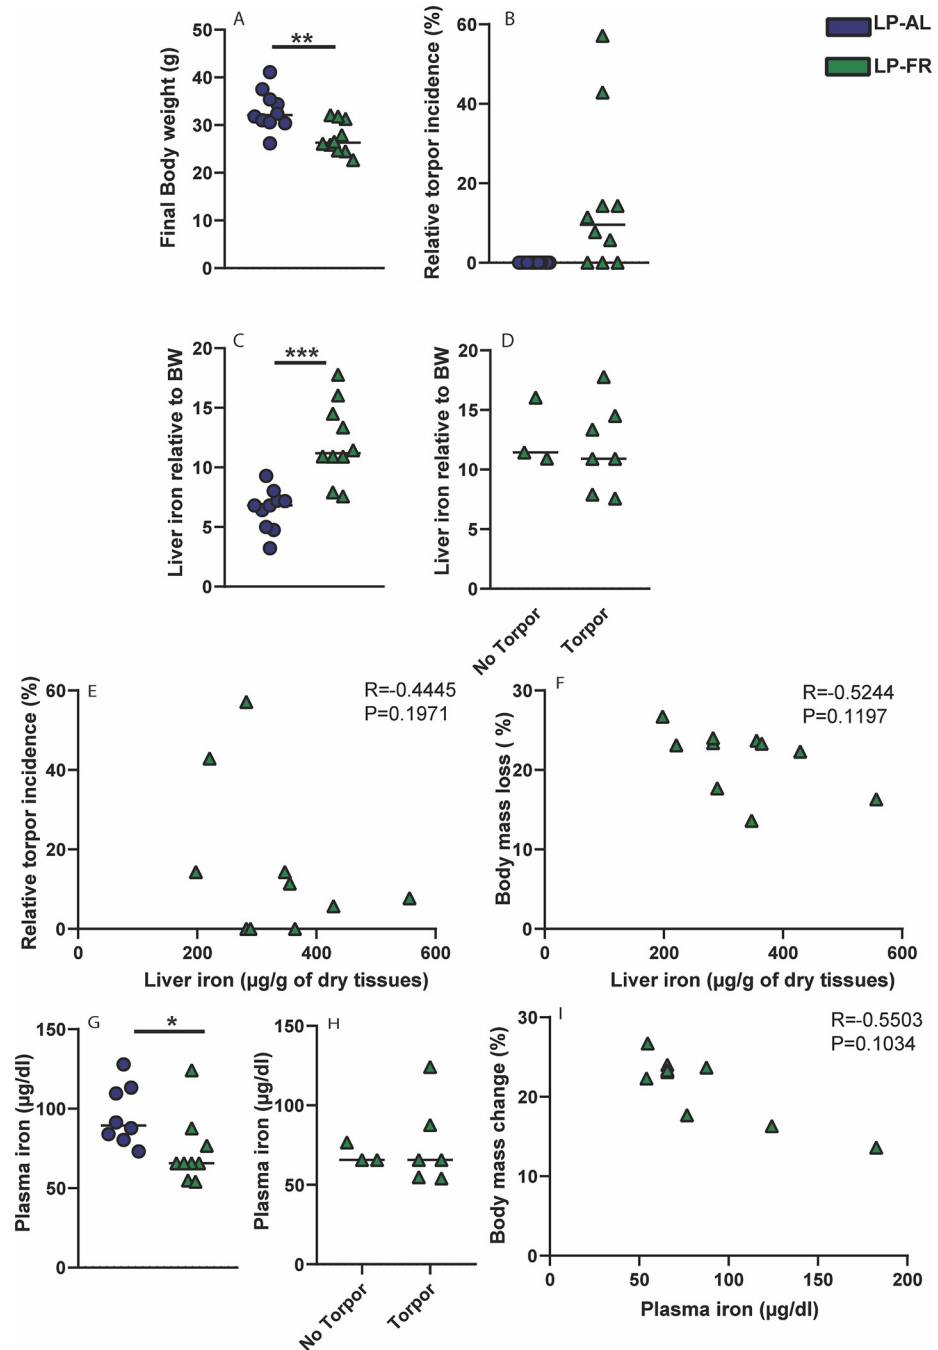 A
Final Body weight (g)
50
40
30
20
10
0
**
B
Relative torpor incidence (%)
60
40
20
0
LP-AL
LP-FR
C
Liver iron relative to BW
20
15
10
5
0
***
D
Liver iron relative to BW
20
15
10
5
0
No Torpor
Torpor
E
Relative torpor incidence (%)
60
40
20
0
R=-0.4445
P=0.1971
0
200
400
600
Liver iron (µg/g of dry tissues)
F
Body mass loss ( %)
30
20
10
0
R=-0.5244
P=0.1197
0
200
400
600
Liver iron (µg/g of dry tissues)
G
Plasma iron (µg/dl)
150
100
50
0
*
H
Plasma iron (µg/dl)
150
100
50
0
No Torpor
Torpor
I
Body mass change (%)
30
20
10
0
R=-0.5503
P=0.1034
0
50
100
150
200
Plasma iron (µg/dl)